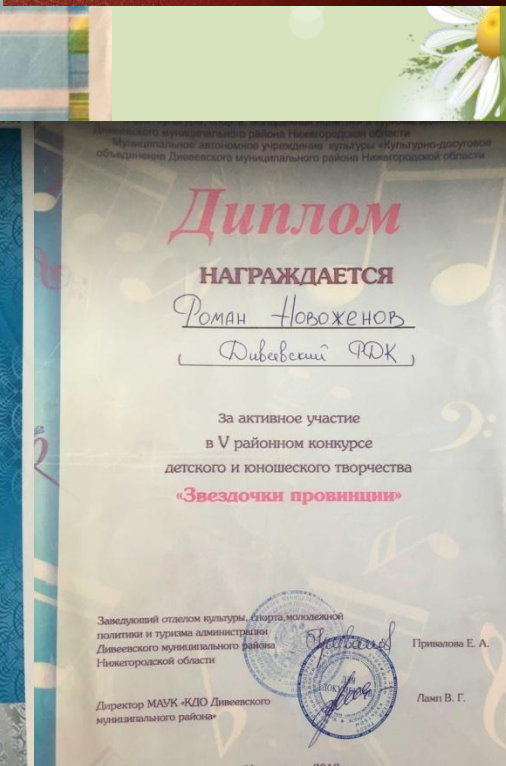 Дивеевского муниципального района Нижегородской области
Муниципальное автономное учреждение культуры «Культурно-досуговое
объединение Дивеевского муниципального района Нижегородской области
Диплом
НАГРАЖДАЕТСЯ
Роман Новоженов
(Дивеевский РДК)
За активное участие
в V районном конкурсе
детского и юношеского творчества
«Звездочки провинции»
Заведующий отделом культуры, спорта,молодежной
политики и туризма администрации
Дивеевского муниципального района
Нижегородской области
Привалова Е. А.
Директор МАУК «КДО Дивеевского
муниципального района»
Ламп В. Г.